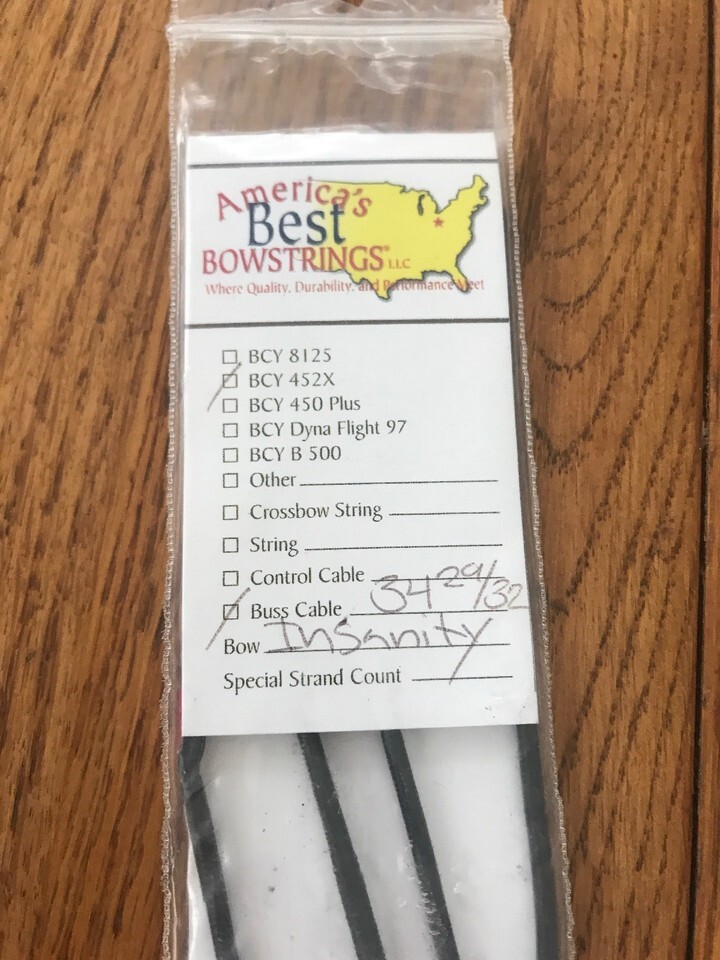 America's
Best
BOWSTRINGS® LLC
Where Quality, Durability, and Performance Meet
BCY 8125
BCY 452X
BCY 450 Plus
BCY Dyna Flight 97
BCY B 500
Other
Crossbow String
String
Control Cable
Buss Cable 34 29/32
Bow Insanity
Special Strand Count